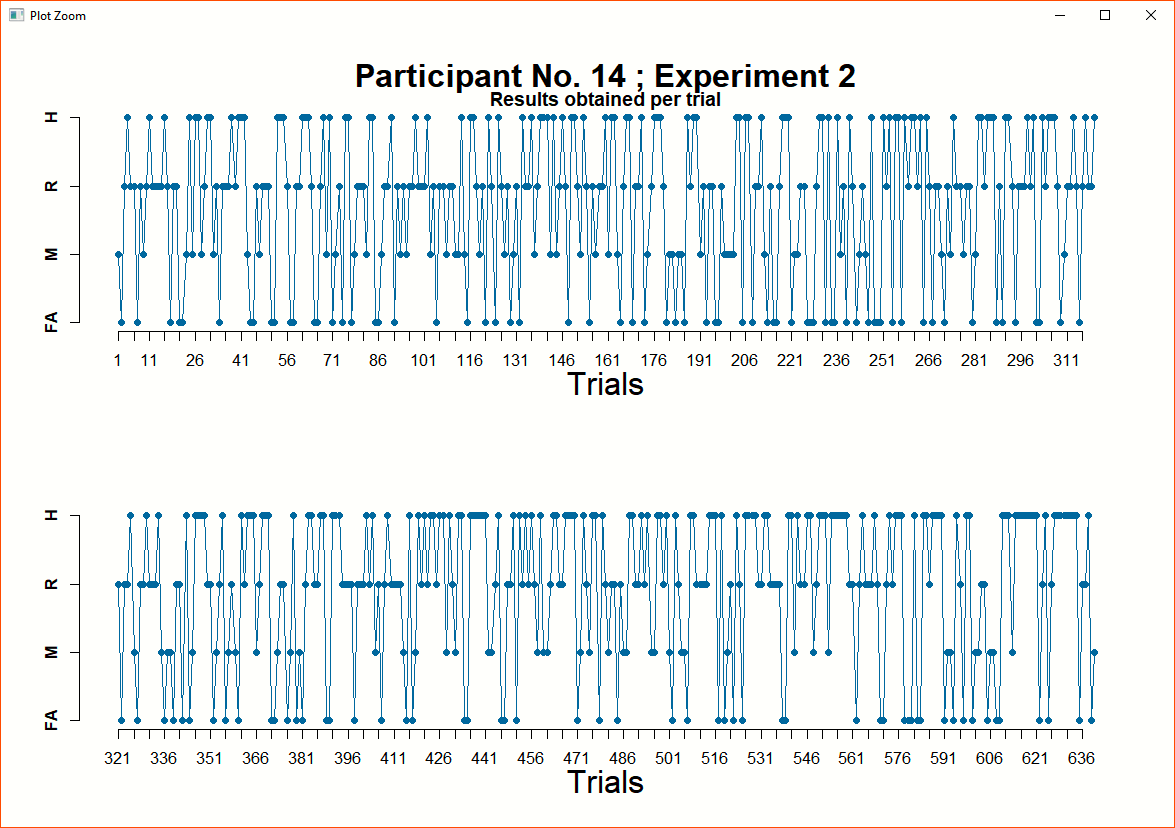 Plot Zoom
Participant No. 14 ; Experiment 2
Results obtained per trial
H
R
M
FA
1 11 26 41 56 71 86 101 116 131 146 161 176 191 206 221 236 251 266 281 296 311
Trials
H
R
M
FA
321 336 351 366 381 396 411 426 441 456 471 486 501 516 531 546 561 576 591 606 621 636
Trials